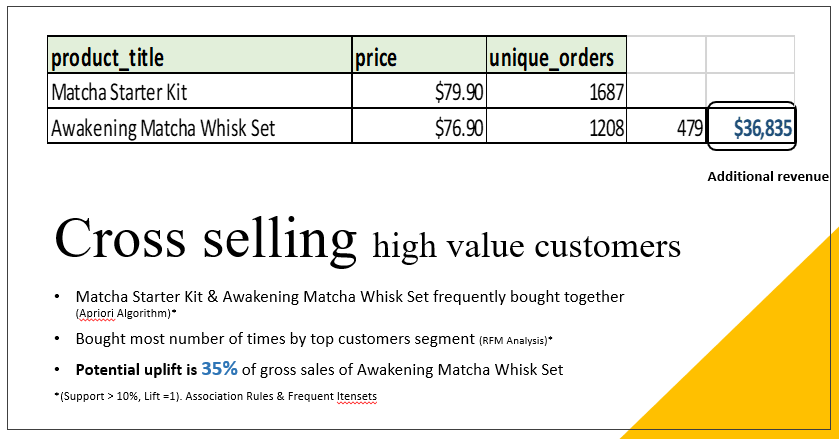 product_title price unique_orders
Matcha Starter Kit $79.90 1687
Awakening Matcha Whisk Set $76.90 1208 479 $36,835
Additional revenue
Cross selling high value customers
• Matcha Starter Kit & Awakening Matcha Whisk Set frequently bought together
(Apriori Algorithm)*
• Bought most number of times by top customers segment (RFM Analysis)*
• Potential uplift is 35% of gross sales of Awakening Matcha Whisk Set
*(Support > 10%, Lift =1). Association Rules & Frequent Itensets